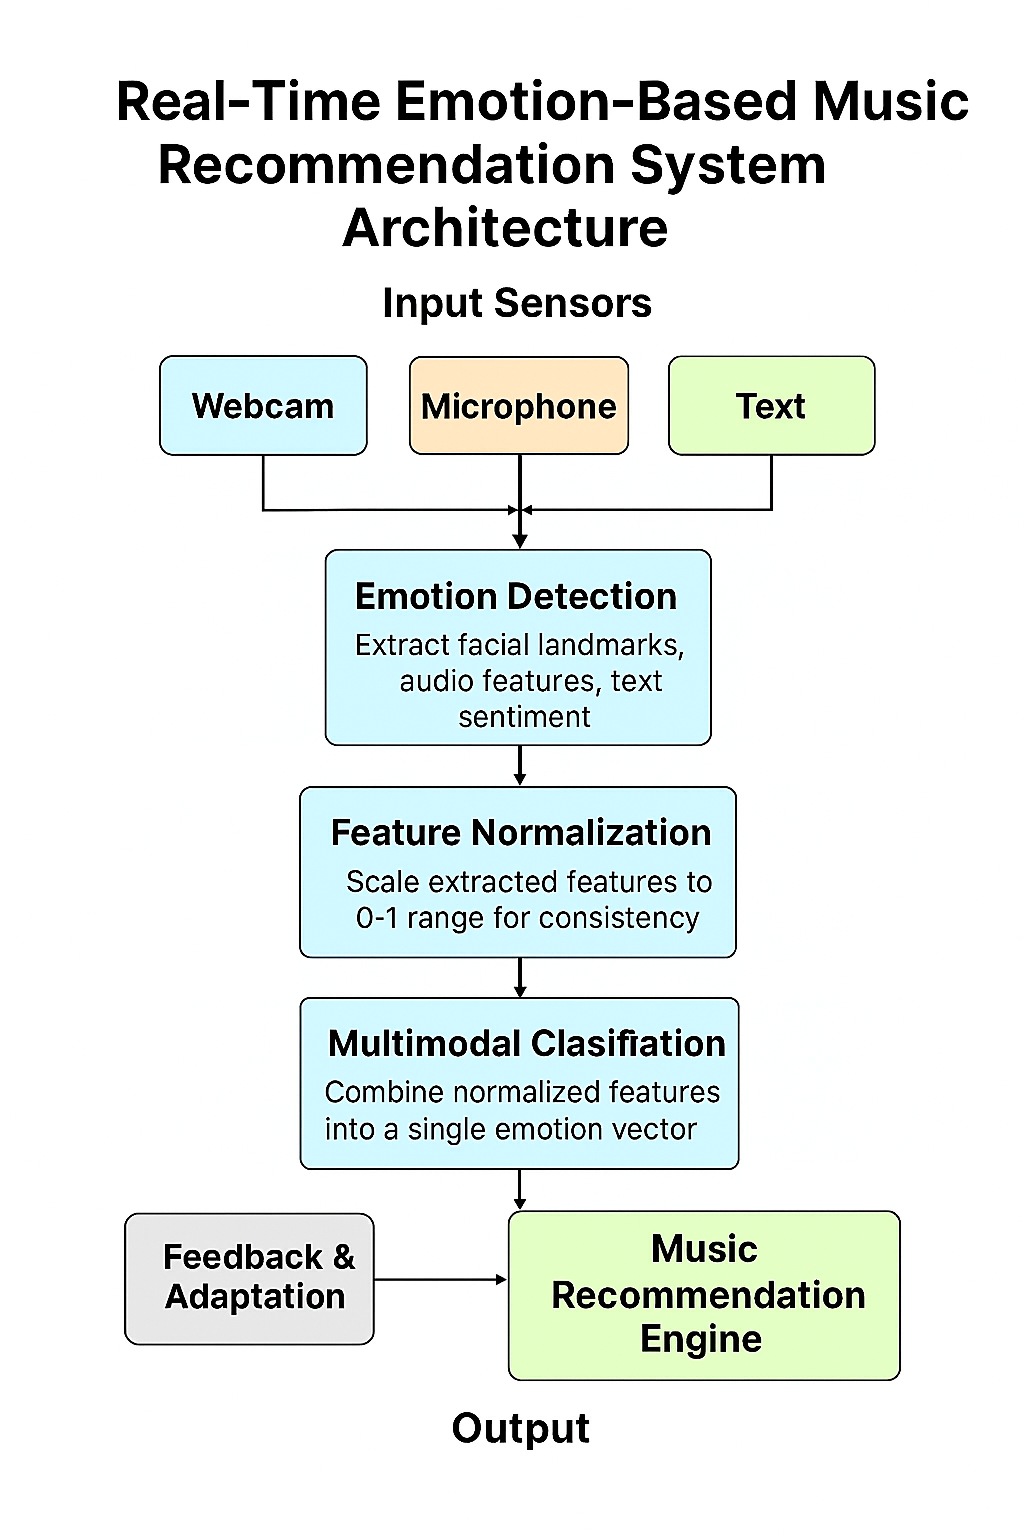 Real-Time Emotion-Based Music
Recommendation System
Architecture
Input Sensors
Webcam
Microphone
Text
Emotion Detection
Extract facial landmarks,
audio features, text
sentiment
Feature Normalization
Scale extracted features to
0-1 range for consistency
Multimodal Clasifiation
Combine normalized features
into a single emotion vector
Feedback &
Adaptation
Music
Recommendation
Engine
Output